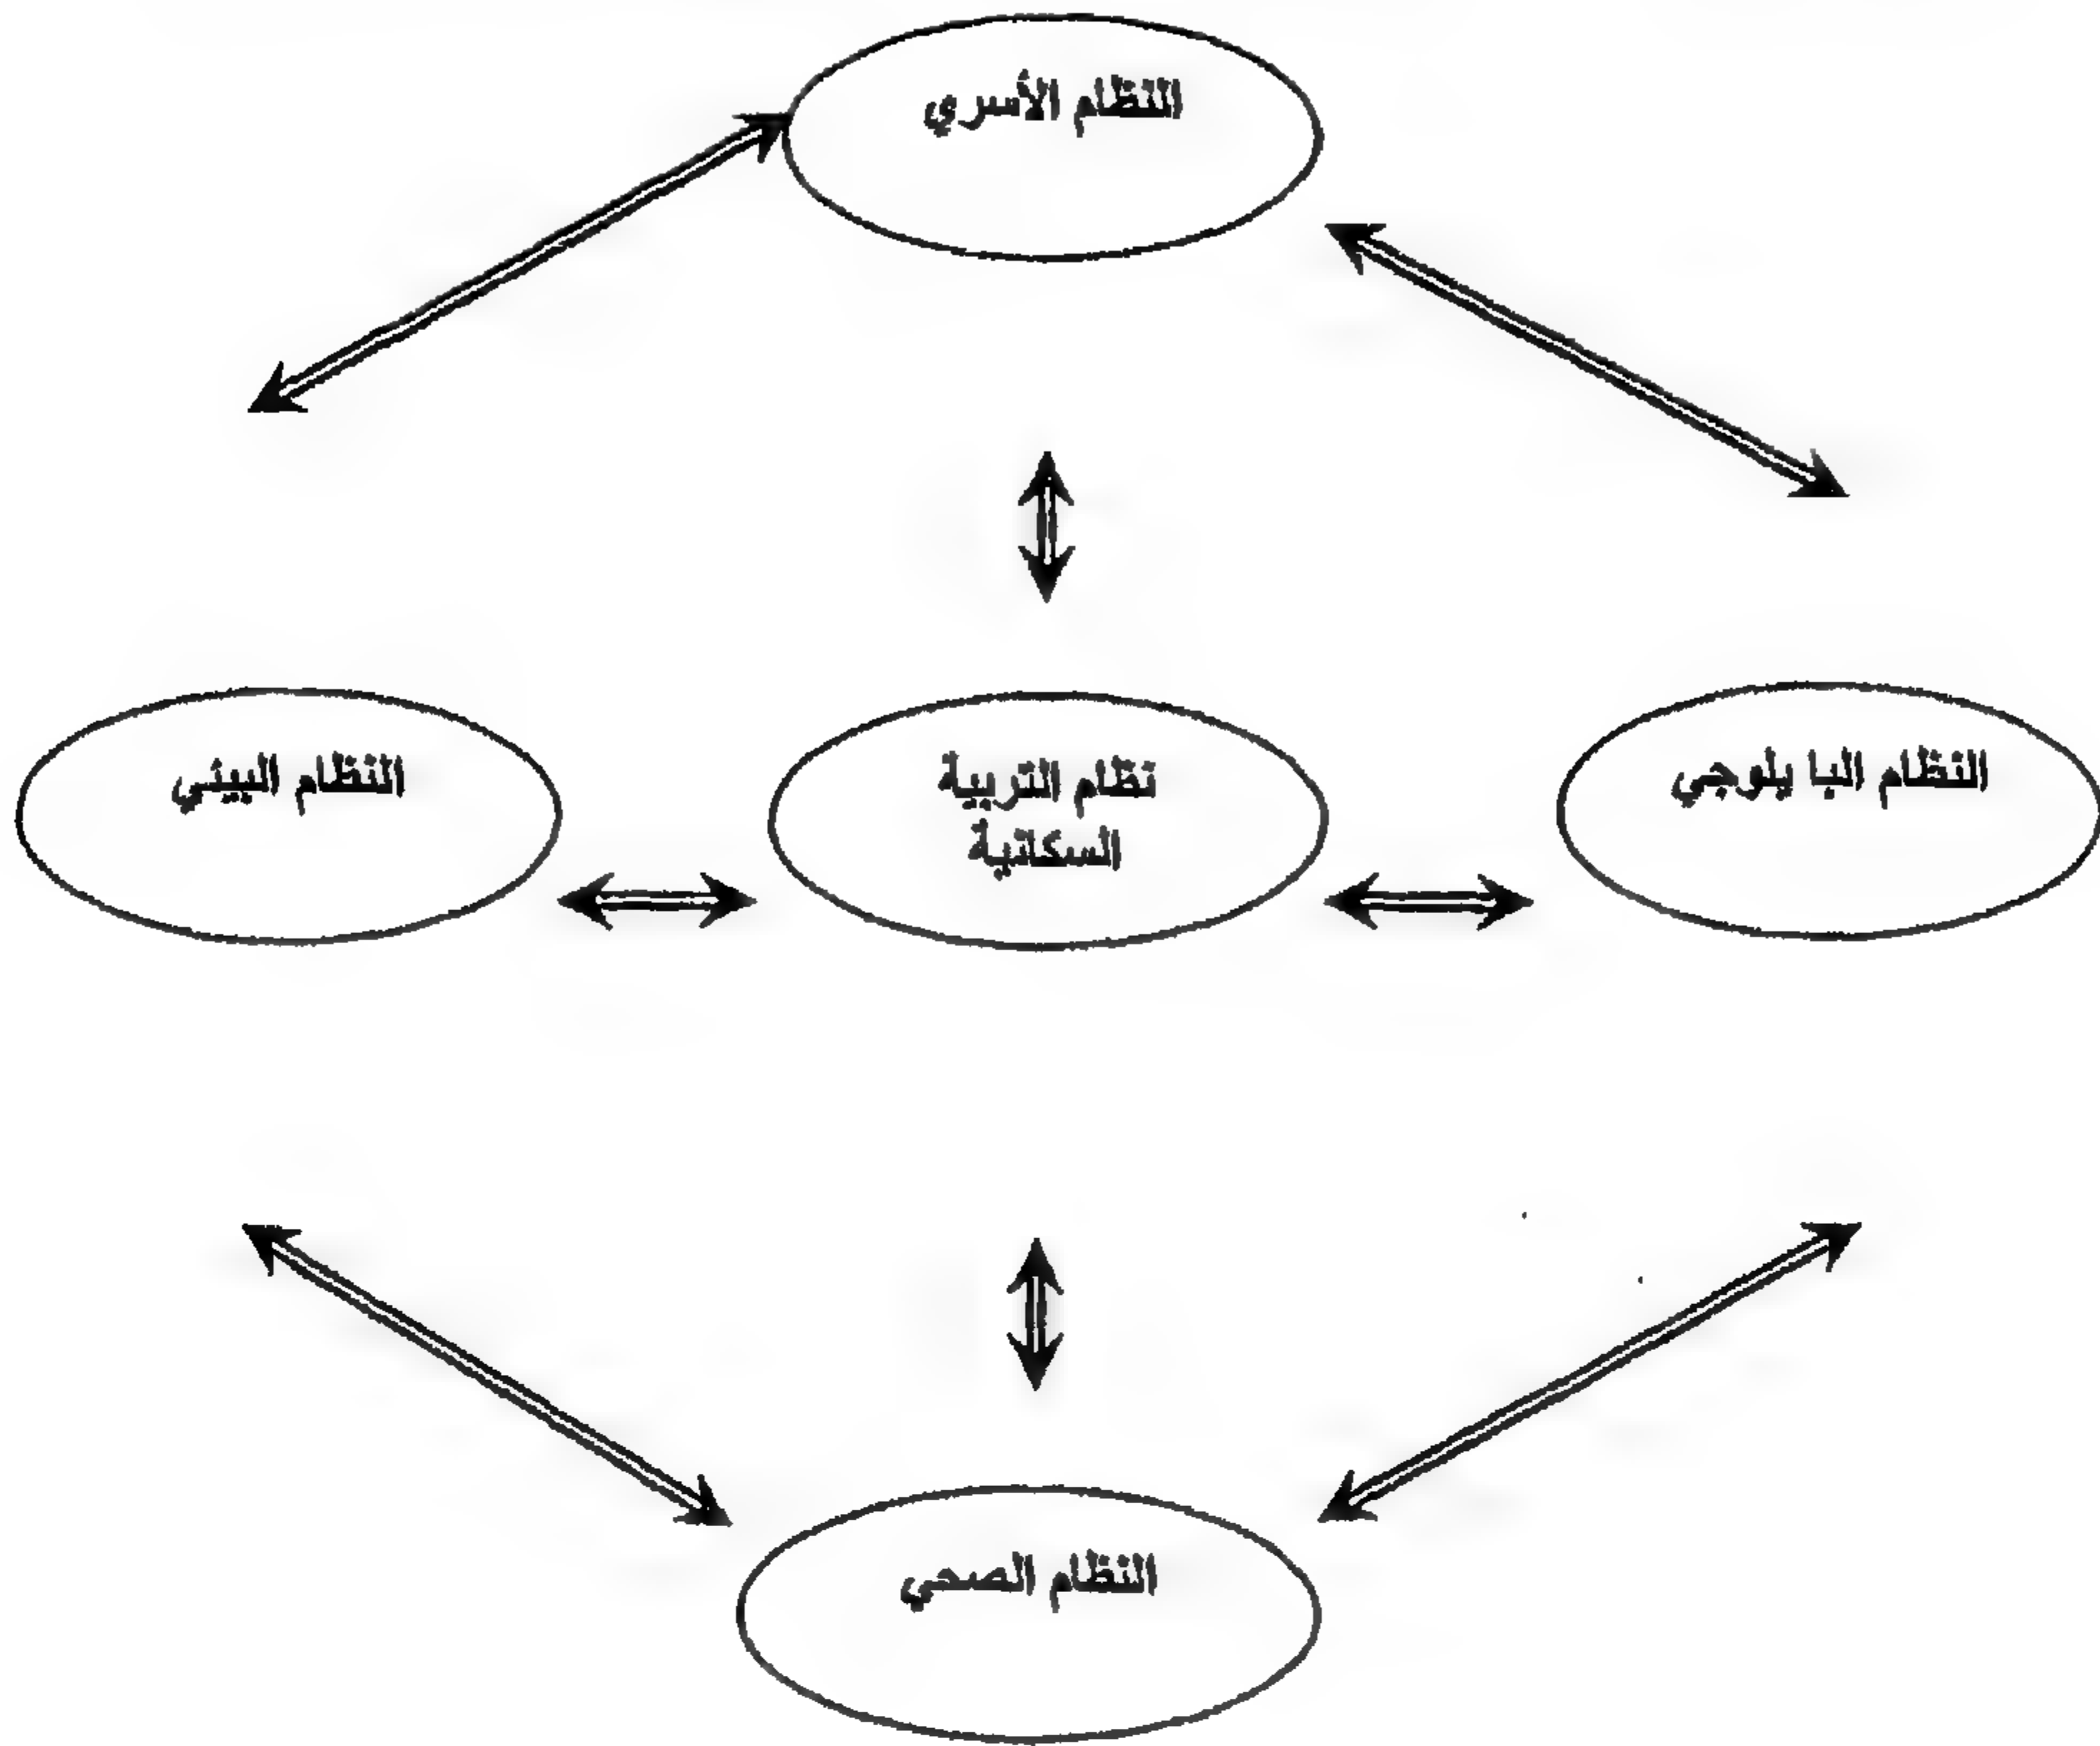 النظام الأسري
النظام البا يلوجي
نظام التربية
السكانية
النظام البيئي
النظام الصحي